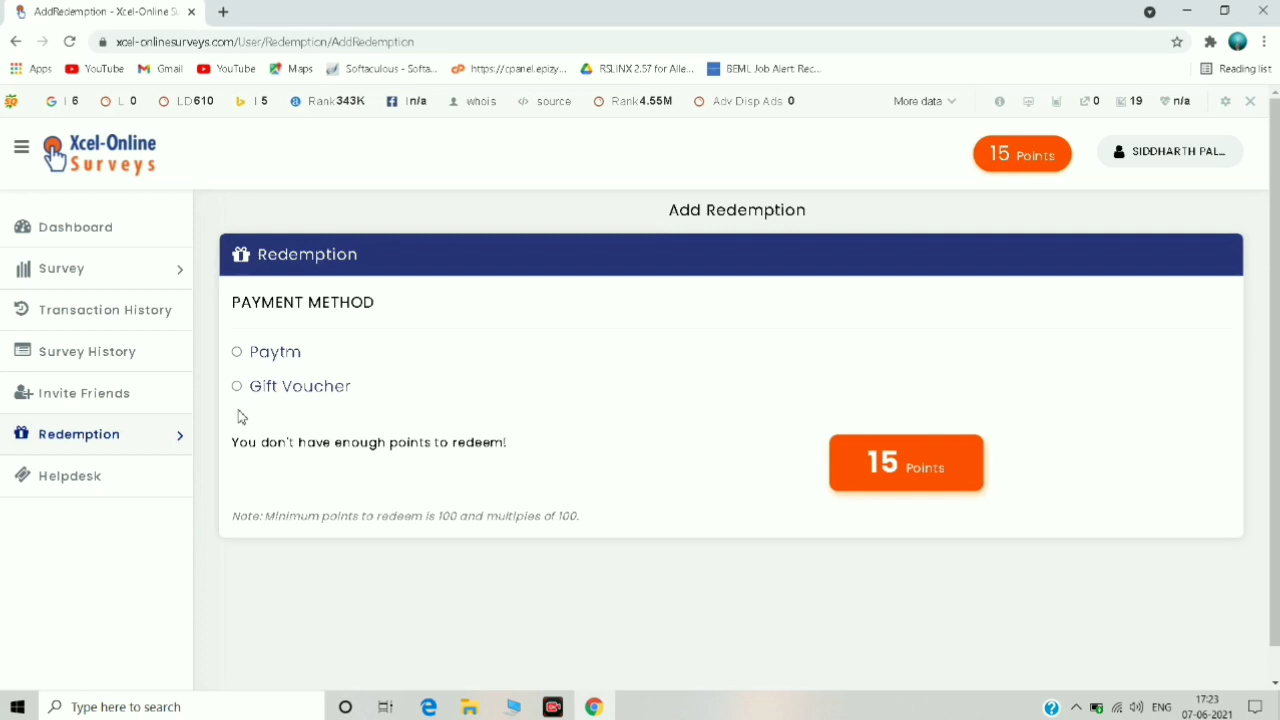 AddRedemption - Xcel-Online Su
xcel-onlinesurveys.com/User/Redemption/AddRedemption
Apps YouTube Gmail YouTube Maps Softaculous - Softa... https://cpanel.epizy... RSLINX 2.57 for Alle... BEML Job Alert Rec... Reading list
I 6 L 0 LD 610 I 5 Rank 343K n/a whois source Rank 4.55M Adv Disp Ads 0 More data 0 19 n/a
Xcel-Online
Surveys
15 Points
SIDDHARTH PAL...
Dashboard
Survey
Transaction History
Survey History
Invite Friends
Redemption
Helpdesk
Add Redemption
Redemption
PAYMENT METHOD
Paytm
Gift Voucher
You don't have enough points to redeem!
15 Points
Note: Minimum points to redeem is 100 and multiples of 100.
Type here to search
ENG
17:23
07-06-2021